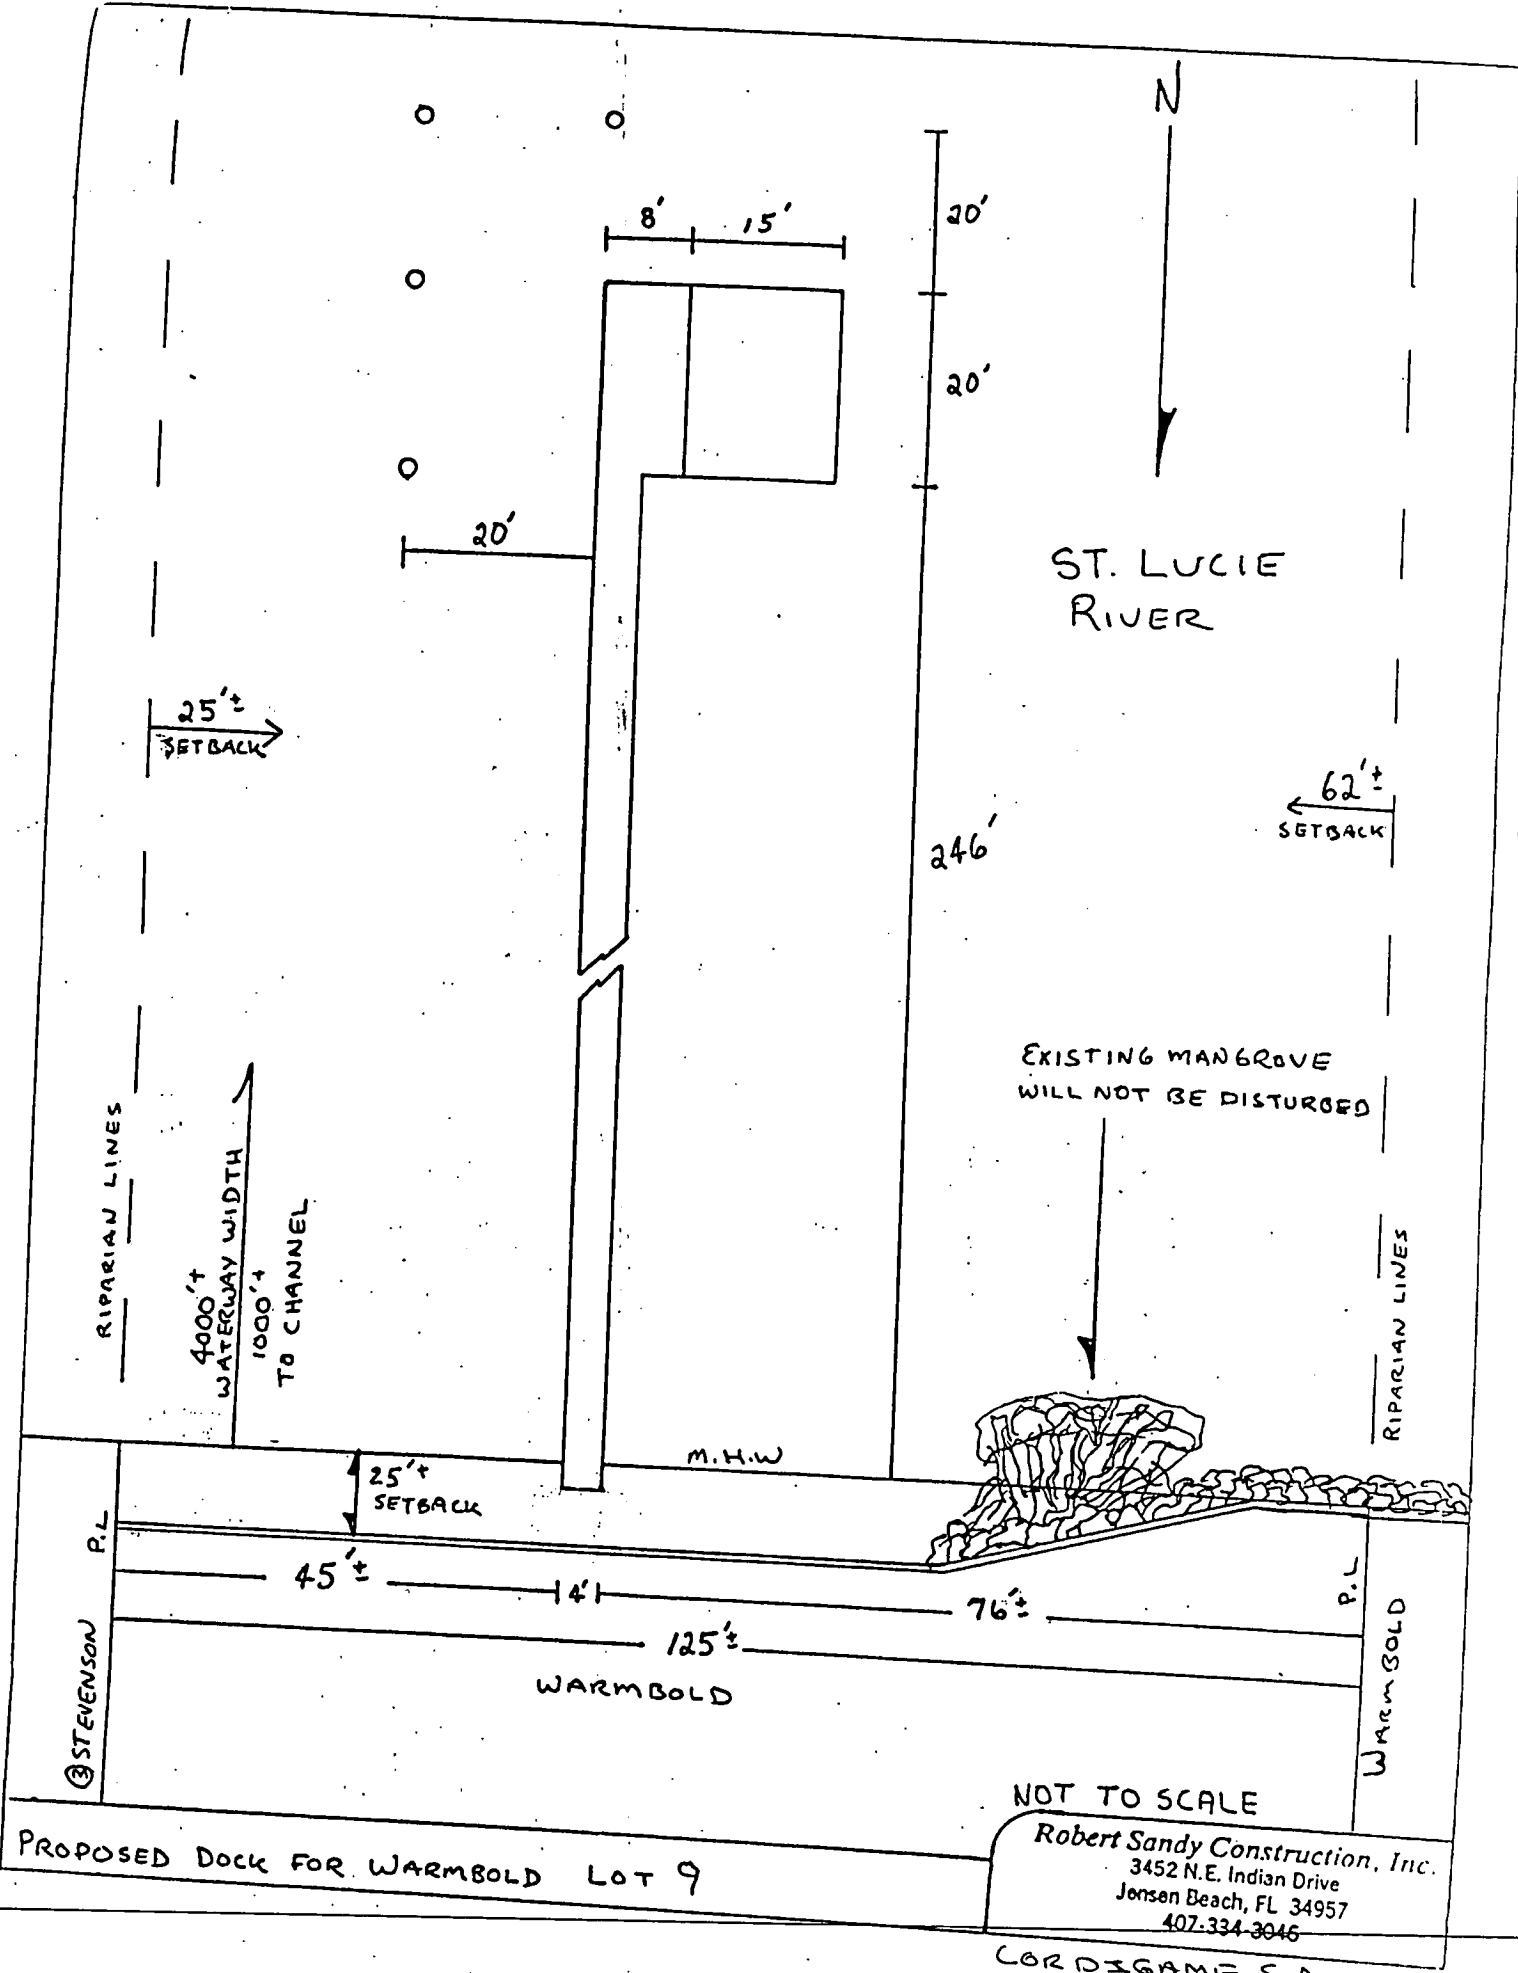 N
20'
8'
15'
20'
20'
ST. LUCIE
RIVER
25'±
SETBACK
62'±
SETBACK
246'
EXISTING MANGROVE
WILL NOT BE DISTURBED
RIPARIAN LINES
4000'+
WATERWAY WIDTH
1000'+
TO CHANNEL
RIPARIAN LINES
M.H.W
25'+
SETBACK
P.L
45'±
4'
76'±
P.L
125'±
WARMBOLD
③ STEVENSON
WARMBOLD
NOT TO SCALE
PROPOSED DOCK FOR WARMBOLD LOT 9
Robert Sandy Construction, Inc.
3452 N.E. Indian Drive
Jensen Beach, FL 34957
407-334-3046